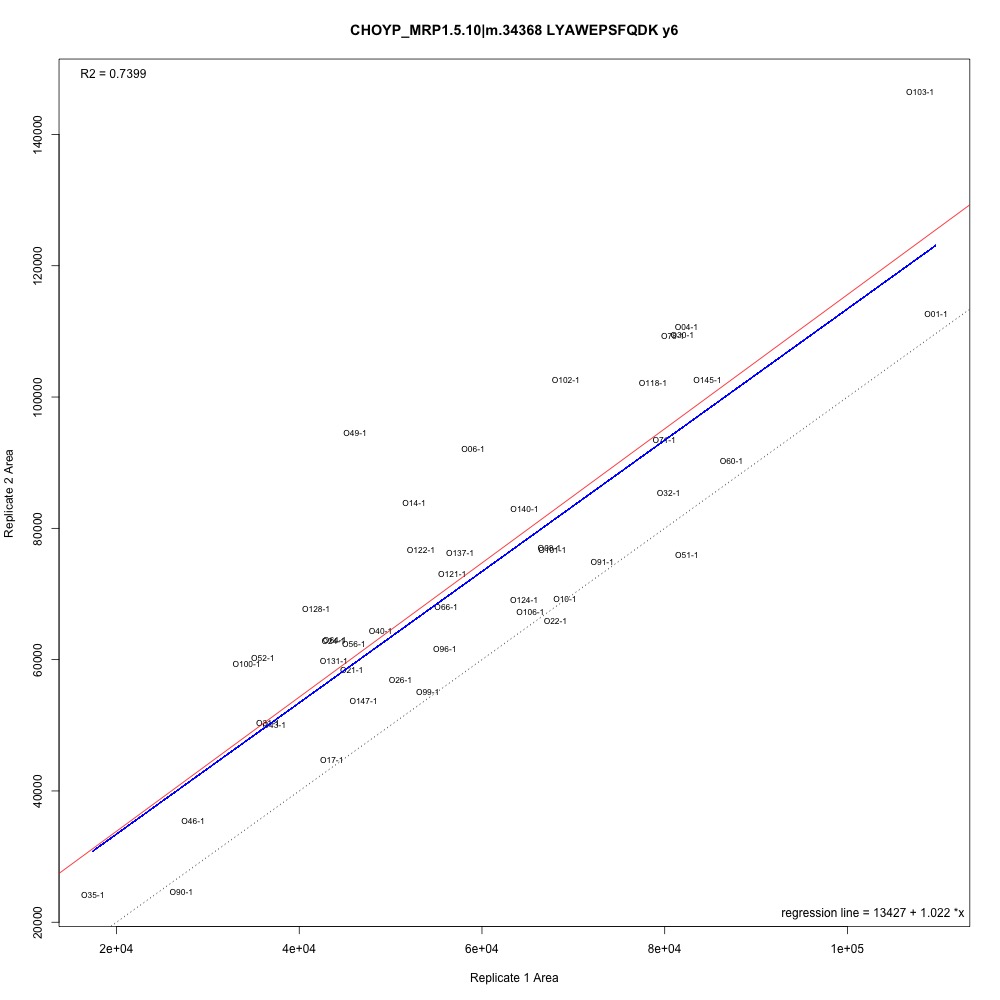 CHOYP_MRP1.5.10|m.34368 LYAWEPSFQDK y6
R2 = 0.7399
O103-1
140000
120000
O01-1
O04-1
O30-1
O102-1
O118-1
O145-1
100000
O49-1
O71-1
O06-1
O60-1
O32-1
O14-1
O140-1
80000
O122-1
O137-1
O51-1
O91-1
O121-1
O124-1
O10-1
O128-1
O66-1
O106-1
O22-1
O40-1
O56-1
O96-1
O52-1
O131-1
O100-1
60000
O21-1
O26-1
O99-1
O147-1
O17-1
40000
O46-1
O35-1
O90-1
20000
regression line = 13427 + 1.022 *x
2e+04
4e+04
6e+04
8e+04
1e+05
Replicate 1 Area
Replicate 2 Area